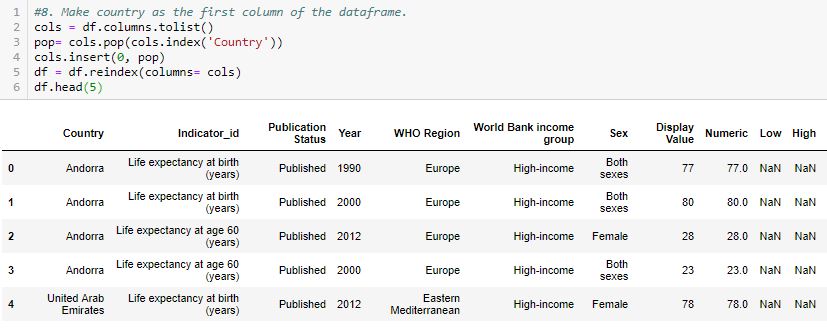 1 #8. Make country as the first column of the dataframe.
2 cols = df.columns.tolist()
3 pop= cols.pop(cols.index('Country'))
4 cols.insert(0, pop)
5 df = df.reindex(columns= cols)
6 df.head(5)
Country Indicator_id Publication Status Year WHO Region World Bank income group Sex Display Value Numeric Low High
0 Andorra Life expectancy at birth (years) Published 1990 Europe High-income Both sexes 77 77.0 NaN NaN
1 Andorra Life expectancy at birth (years) Published 2000 Europe High-income Both sexes 80 80.0 NaN NaN
2 Andorra Life expectancy at age 60 (years) Published 2012 Europe High-income Female 28 28.0 NaN NaN
3 Andorra Life expectancy at age 60 (years) Published 2000 Europe High-income Both sexes 23 23.0 NaN NaN
4 United Arab Emirates Life expectancy at birth (years) Published 2012 Eastern Mediterranean High-income Female 78 78.0 NaN NaN